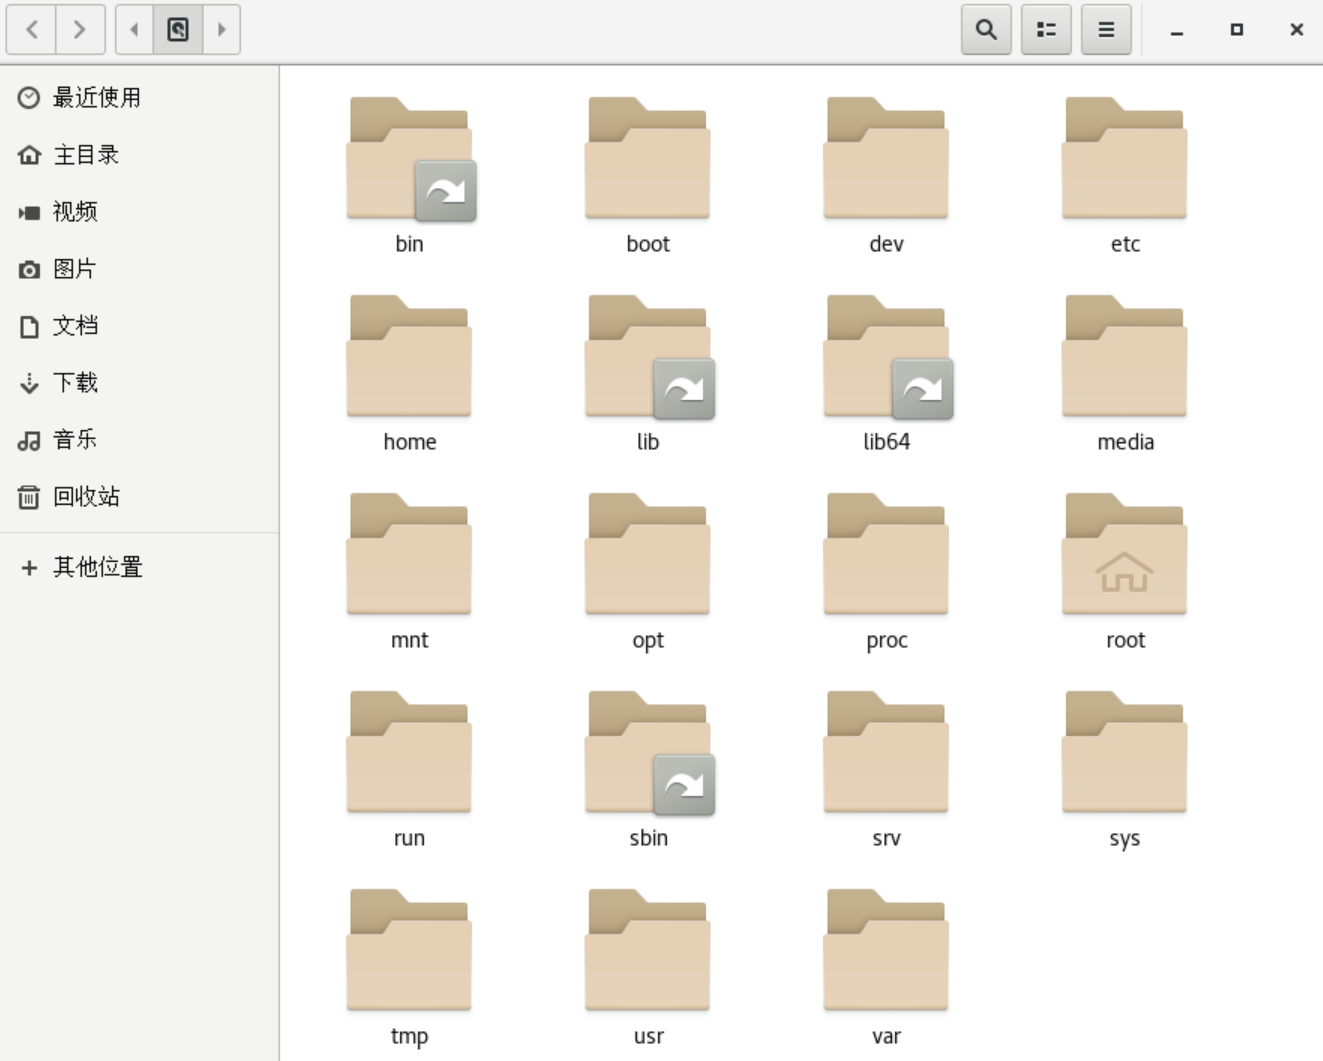 最近使用
主目录
视频
图片
文档
下载
音乐
回收站
其他位置
bin
boot
dev
etc
home
lib
lib64
media
mnt
opt
proc
root
run
sbin
srv
sys
tmp
usr
var